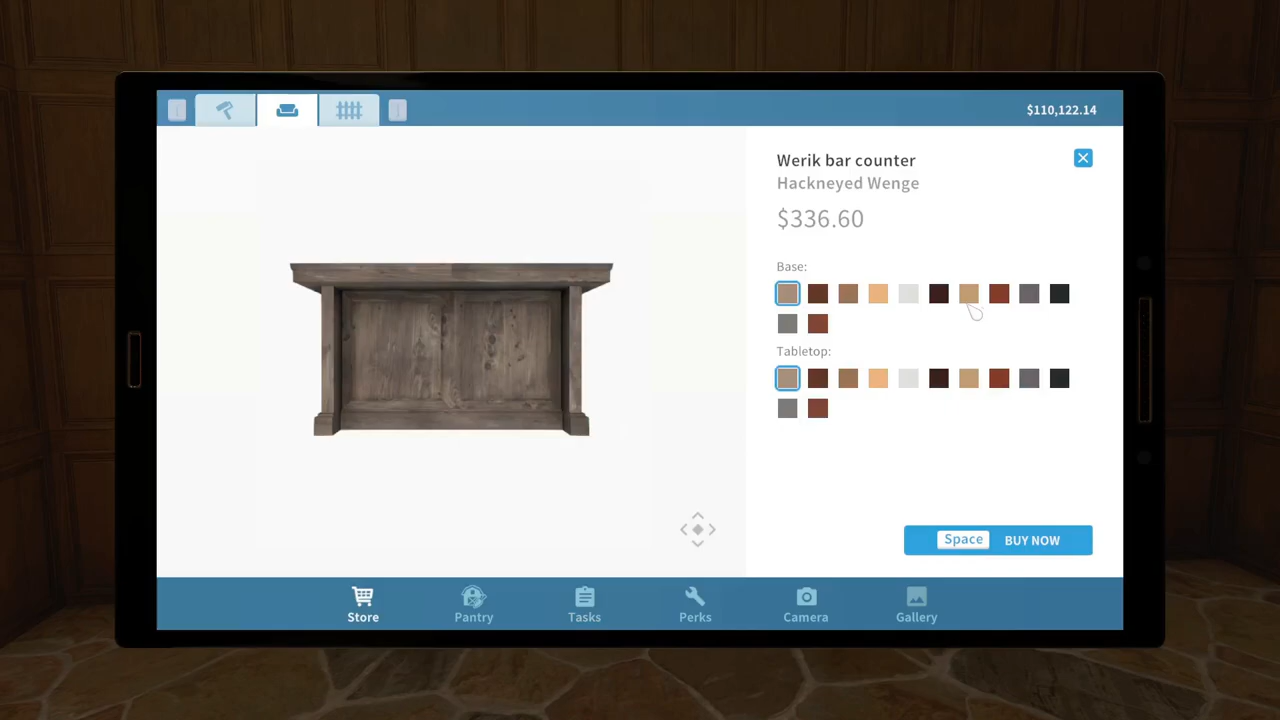 $110,122.14
Werik bar counter
Hackneyed Wenge
$336.60
Base:
Tabletop:
Space BUY NOW
Store Pantry Tasks Perks Camera Gallery